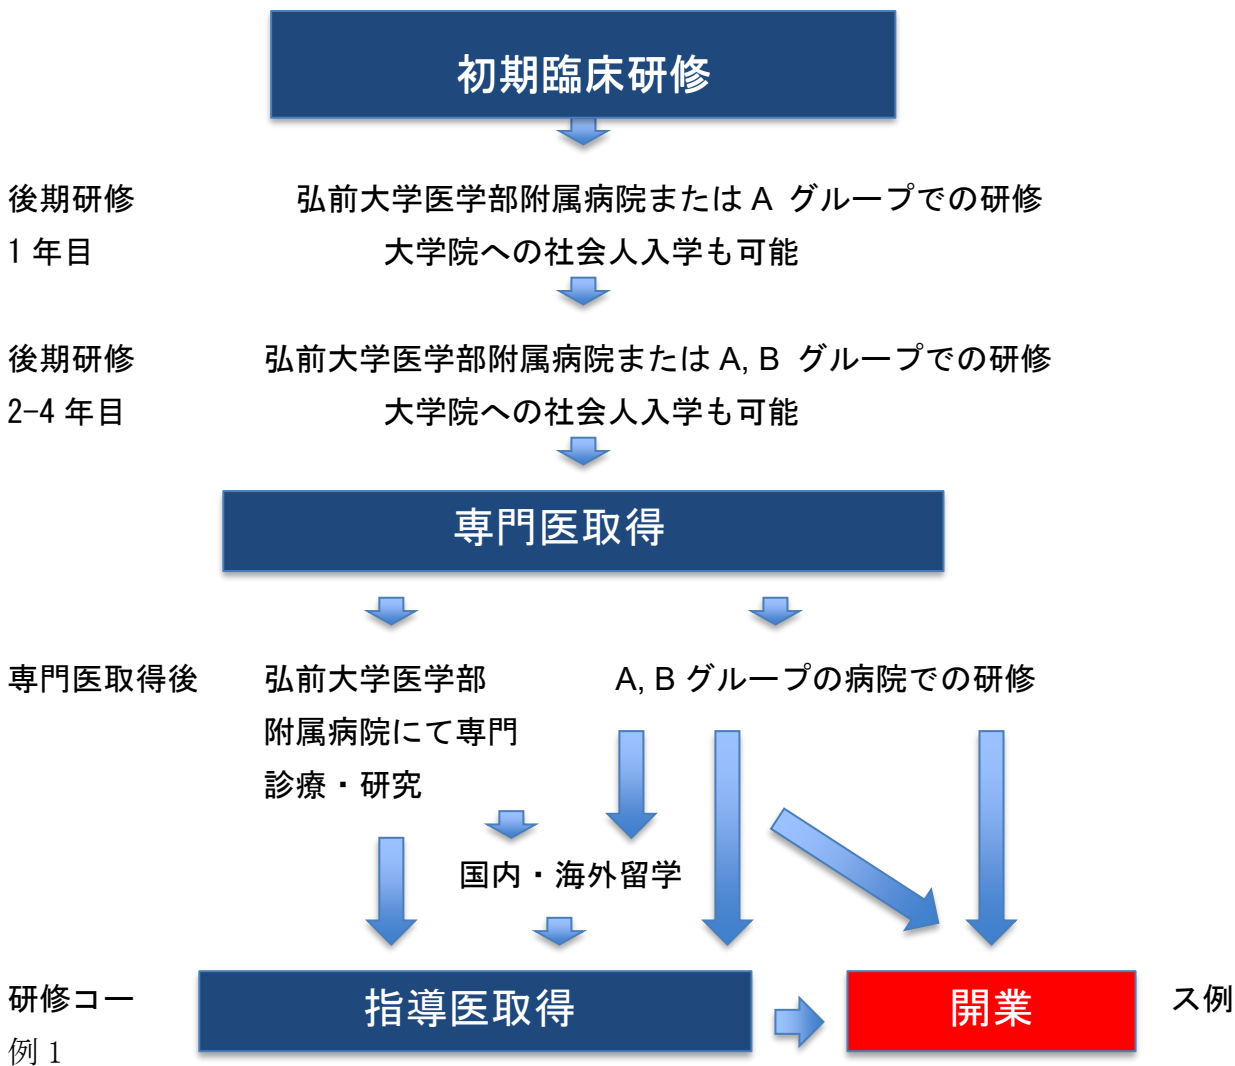 初期臨床研修
後期研修 弘前大学医学部附属病院または A グループでの研修
1 年目 大学院への社会人入学も可能
後期研修 弘前大学医学部附属病院または A, B グループでの研修
2-4 年目 大学院への社会人入学も可能
専門医取得
専門医取得後 弘前大学医学部 A, B グループの病院での研修
附属病院にて専門
診療・研究
国内・海外留学
研修コー 指導医取得 開業 ス例
例 1